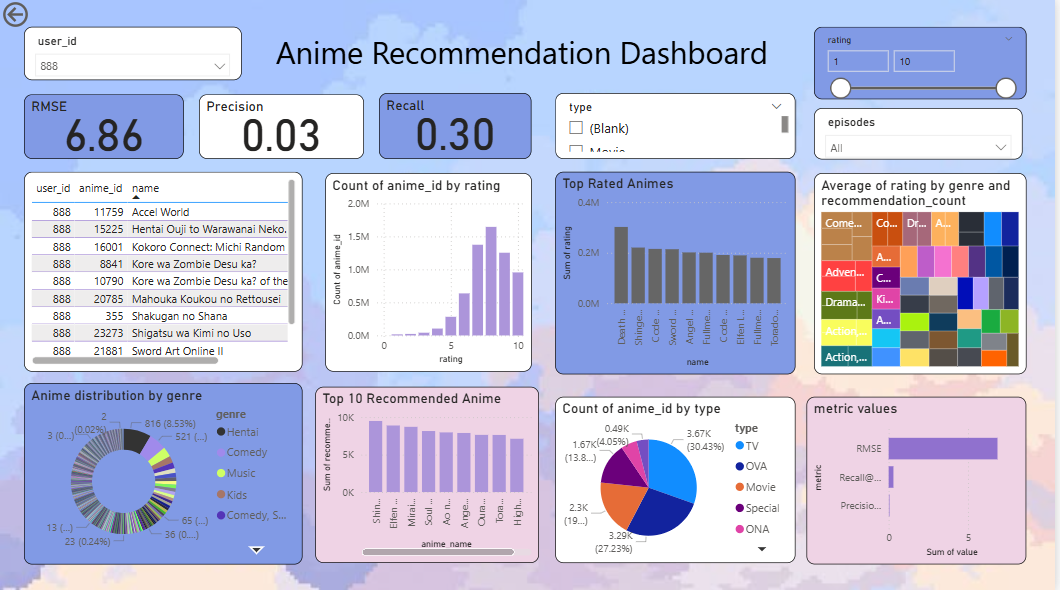 user_id
888
Anime Recommendation Dashboard
rating
1 10
RMSE
6.86
Precision
0.03
Recall
0.30
type
(Blank)
Movie
episodes
All
user_id anime_id name
888 11759 Accel World
888 15225 Hentai Ouji to Warawanai Neko.
888 16001 Kokoro Connect: Michi Random
888 8841 Kore wa Zombie Desu ka?
888 10790 Kore wa Zombie Desu ka? of the
888 20785 Mahouka Koukou no Rettousei
888 355 Shakugan no Shana
888 23273 Shigatsu wa Kimi no Uso
888 21881 Sword Art Online II
Count of anime_id by rating
Count of anime_id
2.0M
1.5M
1.0M
0.5M
0.0M
0 5 10
rating
Top Rated Animes
Sum of rating
0.4M
0.2M
0.0M
Death ...
Shinge...
Code ...
Sword ...
Angel ...
Fullme...
Code ...
Elfen L...
Fullme...
Torado...
name
Average of rating by genre and
recommendation_count
Come...
Co...
Dr...
A...
Adven...
A...
C...
Drama...
Ki...
Action...
A...
Action,...
Anime distribution by genre
2
(0.02%)
816 (8.53%)
3 (0....)
521 (...)
13 (...)
65 (...)
23 (0.24%)
36 (0....)
genre
Hentai
Comedy
Music
Kids
Comedy, S...
Top 10 Recommended Anime
Sum of recomme...
10K
5K
0K
Shin...
Elfen ...
Mirai...
Soul ...
Ao n...
Ange...
Oura...
Tora...
High...
anime_name
Count of anime_id by type
0.49K
(4.05%)
1.67K
(13.8...)
3.67K
(30.43%)
2.3K
(19...)
3.29K
(27.23%)
type
TV
OVA
Movie
Special
ONA
metric values
metric
RMSE
Recall@...
Precisio...
0 5
Sum of value